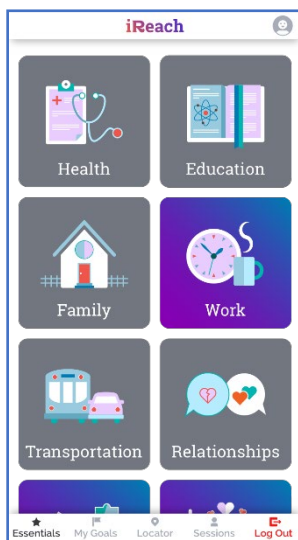 iReach
Health Education
Family Work
Transportation Relationships
Essentials My Goals Locator Sessions Log Out